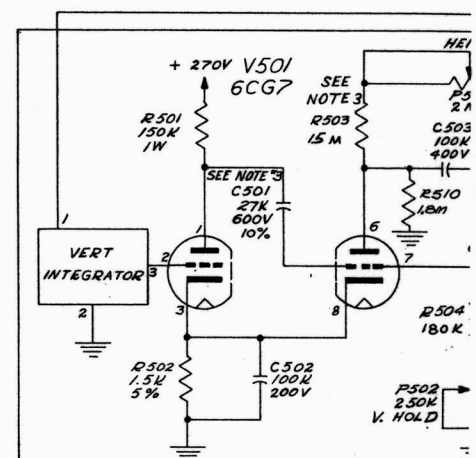 + 270V
V501
6CG7
R501
150K
1W
SEE
NOTE 3
R503
1.5 M
C503
100K
400V
R510
1.8m
SEE NOTE #3
C501
27K
600V
10%
1
6
1
VERT
INTEGRATOR
3
2
2
7
3
8
R504
180K
R502
1.5K
5%
C502
100K
200V
P502
250K
V. HOLD